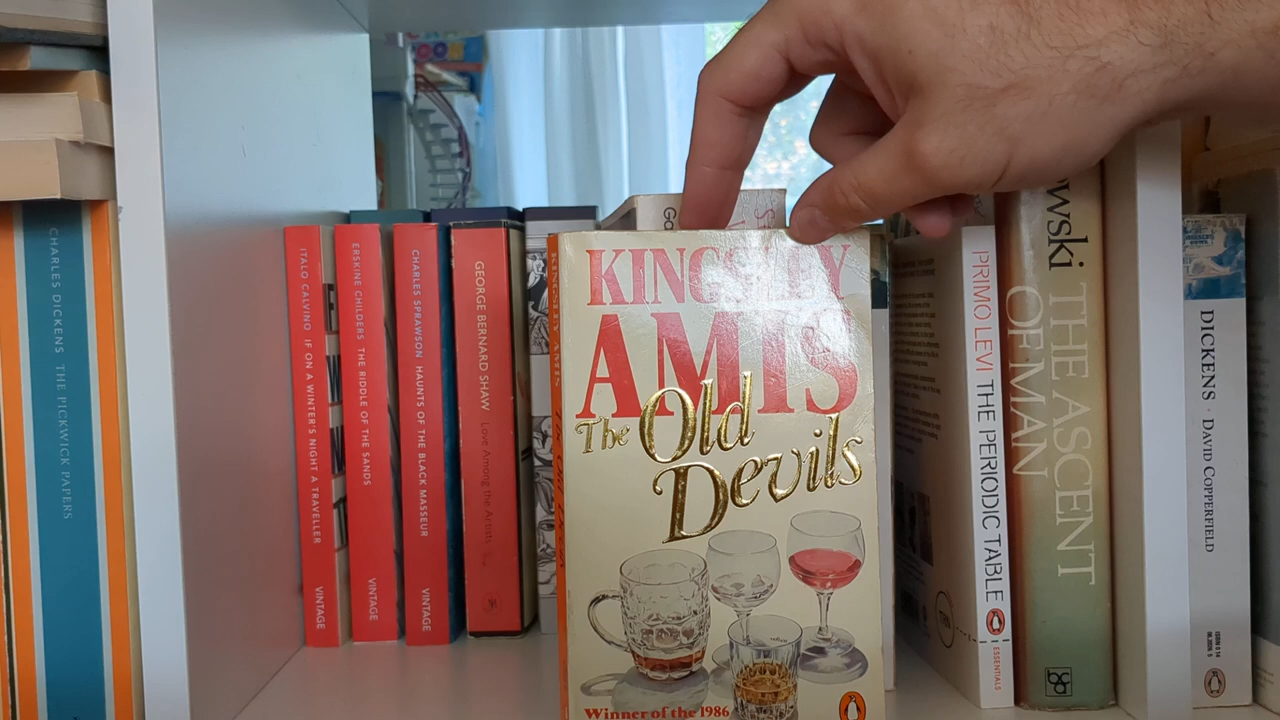 CHARLES DICKENS THE PICKWICK PAPERS
ITALO CALVINO IF ON A WINTER'S NIGHT A TRAVELLER VINTAGE
ERSKINE CHILDERS THE RIDDLE OF THE SANDS VINTAGE
CHARLES SPRAWSON HAUNTS OF THE BLACK MASSEUR VINTAGE
GEORGE BERNARD SHAW Love Among the Artists
KINGSLEY AMIS
KINGSLEY
AMIS
The Old
Devils
Winner of the 1986
PRIMO LEVI THE PERIODIC TABLE ESSENTIALS
owski THE ASCENT
OF MAN
DICKENS · DAVID COPPERFIELD